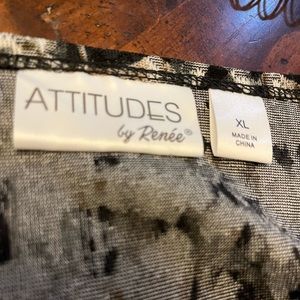 ATTITUDES
by Renée®
XL
MADE IN
CHINA